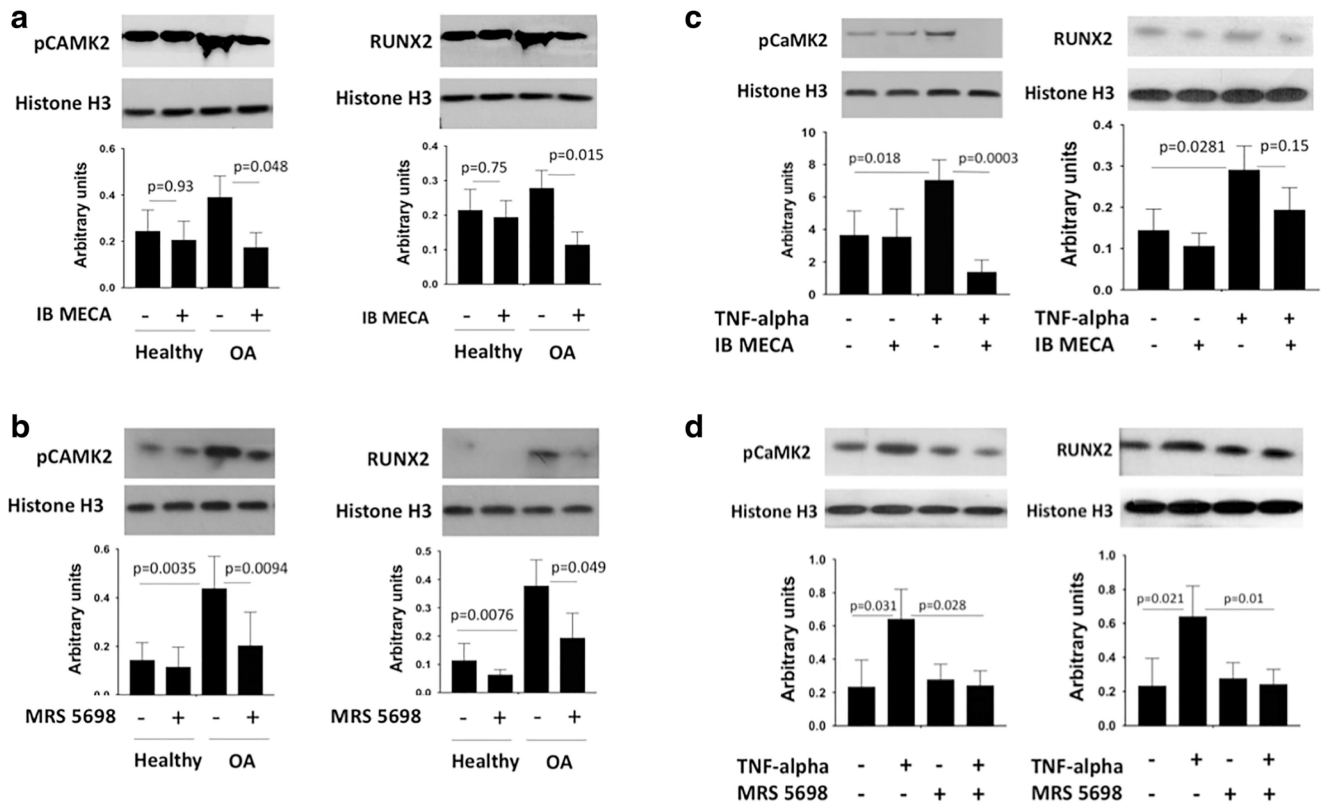 a
pCAMK2
Histone H3
Arbitrary units
0.6
0.4
0.2
0.0
p=0.93
p=0.048
IB MECA - + - +
Healthy OA
RUNX2
Histone H3
Arbitrary units
0.4
0.3
0.2
0.1
0.0
p=0.75
p=0.015
IB MECA - + - +
Healthy OA
b
pCAMK2
Histone H3
Arbitrary units
0.6
0.4
0.2
0.0
p=0.0035
p=0.0094
MRS 5698 - + - +
Healthy OA
RUNX2
Histone H3
Arbitrary units
0.5
0.4
0.3
0.2
0.1
0.0
p=0.0076
p=0.049
MRS 5698 - + - +
Healthy OA
c
pCaMK2
Histone H3
Arbitrary units
10
8
6
4
2
0
p=0.018
p=0.0003
TNF-alpha - - + +
IB MECA - + - +
RUNX2
Histone H3
Arbitrary units
0.4
0.3
0.2
0.1
0.0
p=0.0281
p=0.15
TNF-alpha - - + +
IB MECA - + - +
d
pCaMK2
Histone H3
Arbitrary units
1.0
0.8
0.6
0.4
0.2
0.0
p=0.031
p=0.028
TNF-alpha - + - +
MRS 5698 - - + +
RUNX2
Histone H3
Arbitrary units
1.0
0.8
0.6
0.4
0.2
0.0
p=0.021
p=0.01
TNF-alpha - + - +
MRS 5698 - - + +